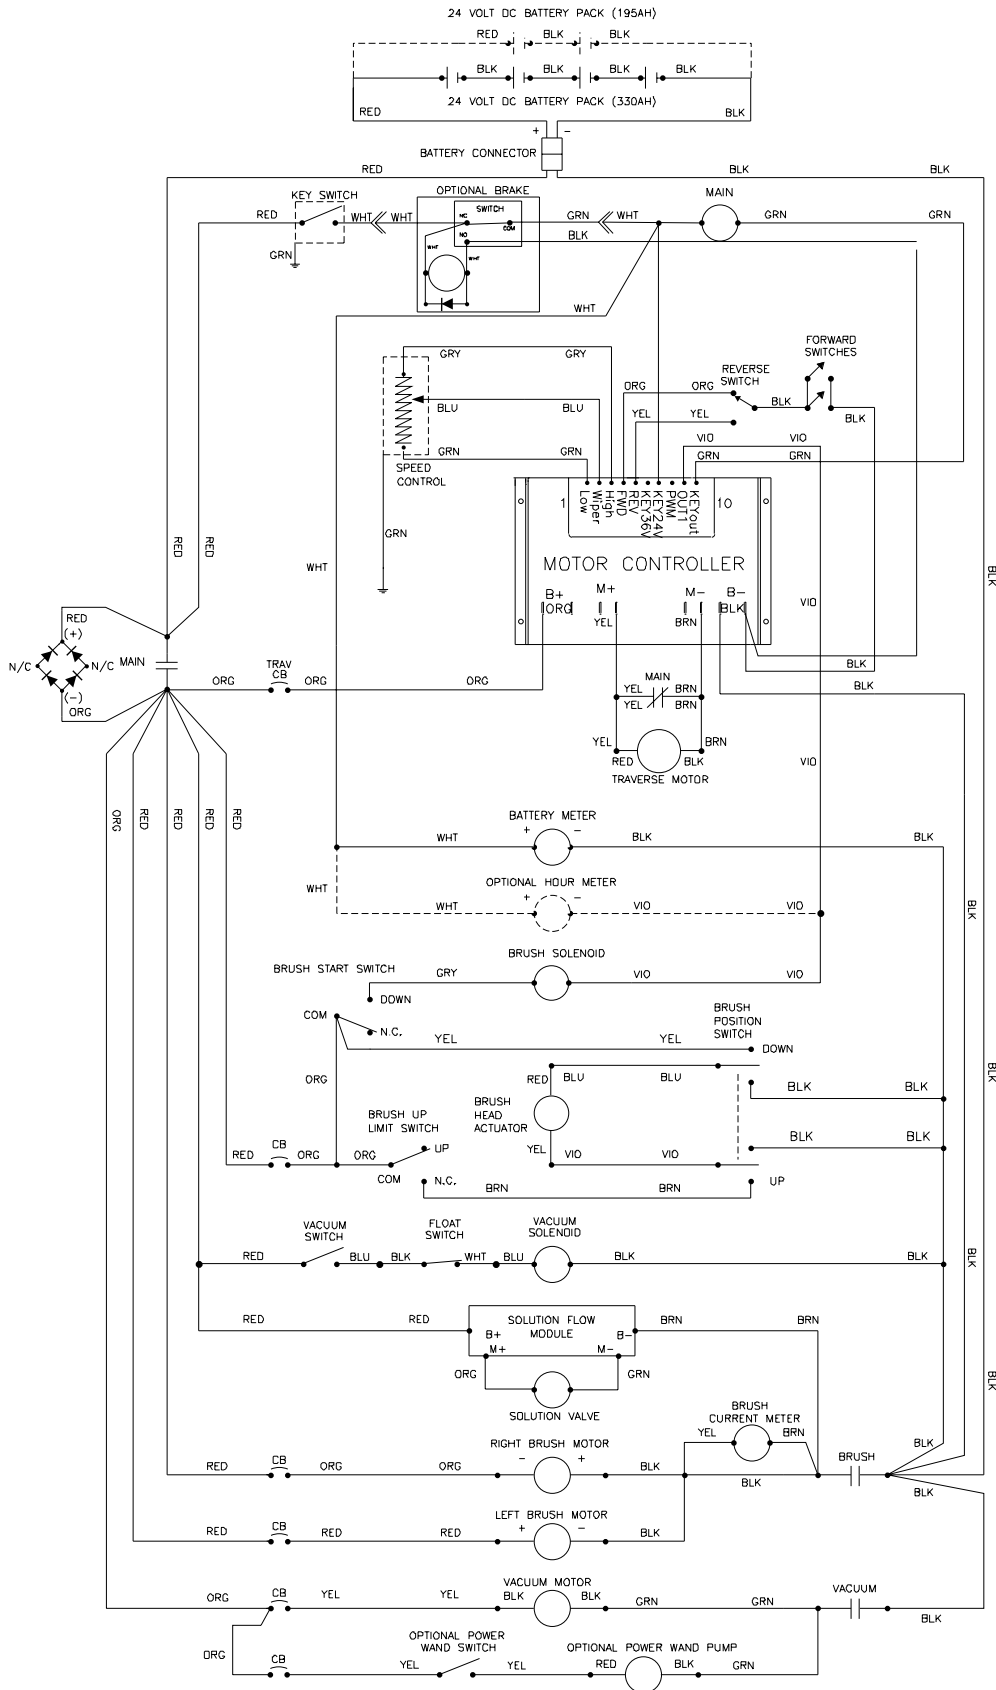 24 VOLT DC BATTERY PACK (195AH)
RED BLK BLK
BLK BLK BLK BLK
24 VOLT DC BATTERY PACK (330AH)
RED BLK
+ −
BATTERY CONNECTOR
RED BLK BLK
KEY SWITCH OPTIONAL BRAKE MAIN
RED WHT WHT NC SWITCH COM GRN WHT GRN GRN
NO BLK
GRN WHT WHT
WHT
FORWARD
SWITCHES
GRY GRY
REVERSE
SWITCH
ORG ORG
BLU BLU BLK
YEL YEL BLK
VIO VIO
GRN GRN GRN GRN
SPEED
CONTROL
1 Low Wiper High FWD REV KEY36V KEY24V PWM OUT1 KEYout 10
GRN
RED RED
WHT
MOTOR CONTROLLER
BLK
B+ M+ M- B-
ORG YEL BRN BLK
VIO
RED
(+)
N/C N/C MAIN
TRAV
CB
ORG ORG ORG
BLK
BLK
(-)
ORG
MAIN
YEL BRN
YEL BRN
YEL BRN
RED BLK
TRAVERSE MOTOR
VIO
ORG RED RED RED RED
BATTERY METER
WHT + − BLK BLK
OPTIONAL HOUR METER
WHT
WHT + − VIO VIO
BLK
BRUSH SOLENOID
BRUSH START SWITCH
GRY VIO VIO
DOWN
COM
N.C.
BRUSH
POSITION
SWITCH
YEL YEL
DOWN
BLK
ORG RED BLU BLU
BLK BLK
BRUSH
HEAD
ACTUATOR
BRUSH UP
LIMIT SWITCH
BLK BLK
RED CB ORG ORG UP YEL VIO VIO
COM N.C. UP
BRN BRN
VACUUM
SWITCH
FLOAT
SWITCH
VACUUM
SOLENOID
RED BLU BLK WHT BLU BLK BLK
BLK
RED RED SOLUTION FLOW
MODULE
BRN BRN
B+ B-
M+ M-
ORG GRN
BLK
SOLUTION VALVE
BRUSH
CURRENT METER
YEL BRN
RIGHT BRUSH MOTOR BLK
RED CB ORG ORG − + BLK BRUSH
BLK
BLK
LEFT BRUSH MOTOR
RED CB RED RED + − BLK
VACUUM MOTOR
ORG CB YEL YEL BLK BLK GRN GRN VACUUM
BLK
OPTIONAL POWER
WAND SWITCH
OPTIONAL POWER WAND PUMP
ORG CB YEL YEL RED BLK GRN